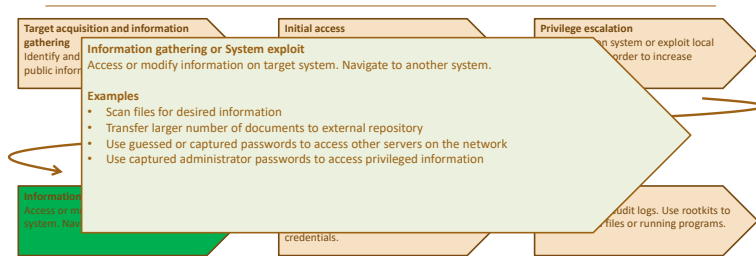 Target acquisition and information
gathering
Identify and
public inform
Initial access
Privilege escalation
on system or exploit local
order to increase
Information gathering or System exploit
Access or modify information on target system. Navigate to another system.
Examples
• Scan files for desired information
• Transfer larger number of documents to external repository
• Use guessed or captured passwords to access other servers on the network
• Use captured administrator passwords to access privileged information
Information
Access or m
system. Nav
credentials.
udit logs. Use rootkits to
files or running programs.